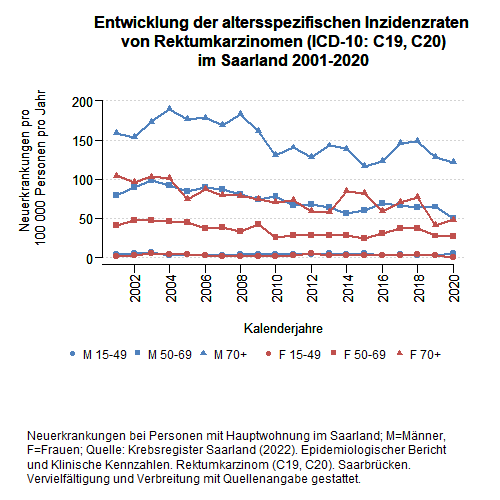 Entwicklung der altersspezifischen Inzidenzraten
von Rektumkarzinomen (ICD-10: C19, C20)
im Saarland 2001-2020
Neuerkrankungen pro
100 000 Personen pro Jahr
200
150
100
50
0
2002
2004
2006
2008
2010
2012
2014
2016
2018
2020
Kalenderjahre
M 15-49 M 50-69 M 70+ F 15-49 F 50-69 F 70+
Neuerkrankungen bei Personen mit Hauptwohnung im Saarland; M=Männer,
F=Frauen; Quelle: Krebsregister Saarland (2022). Epidemiologischer Bericht
und Klinische Kennzahlen. Rektumkarzinom (C19, C20). Saarbrücken.
Vervielfältigung und Verbreitung mit Quellenangabe gestattet.